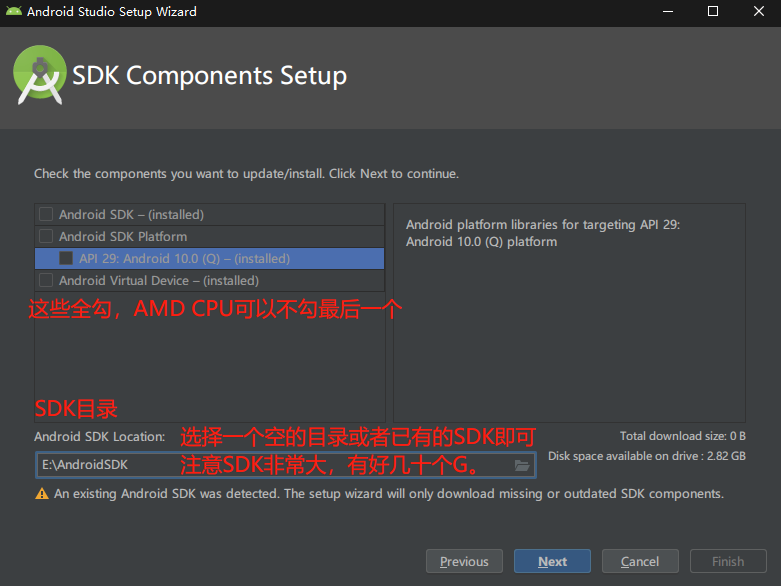 Android Studio Setup Wizard
SDK Components Setup
Check the components you want to update/install. Click Next to continue.
Android SDK – (installed)
Android SDK Platform
API 29: Android 10.0 (Q) – (installed)
Android Virtual Device – (installed)
Android platform libraries for targeting API 29:
Android 10.0 (Q) platform
这些全勾，AMD CPU可以不勾最后一个
SDK目录
Android SDK Location:
选择一个空的目录或者已有的SDK即可
Total download size: 0 B
E:\AndroidSDK
注意SDK非常大，有好几十个G。
Disk space available on drive : 2.82 GB
An existing Android SDK was detected. The setup wizard will only download missing or outdated SDK components.
Previous
Next
Cancel
Finish